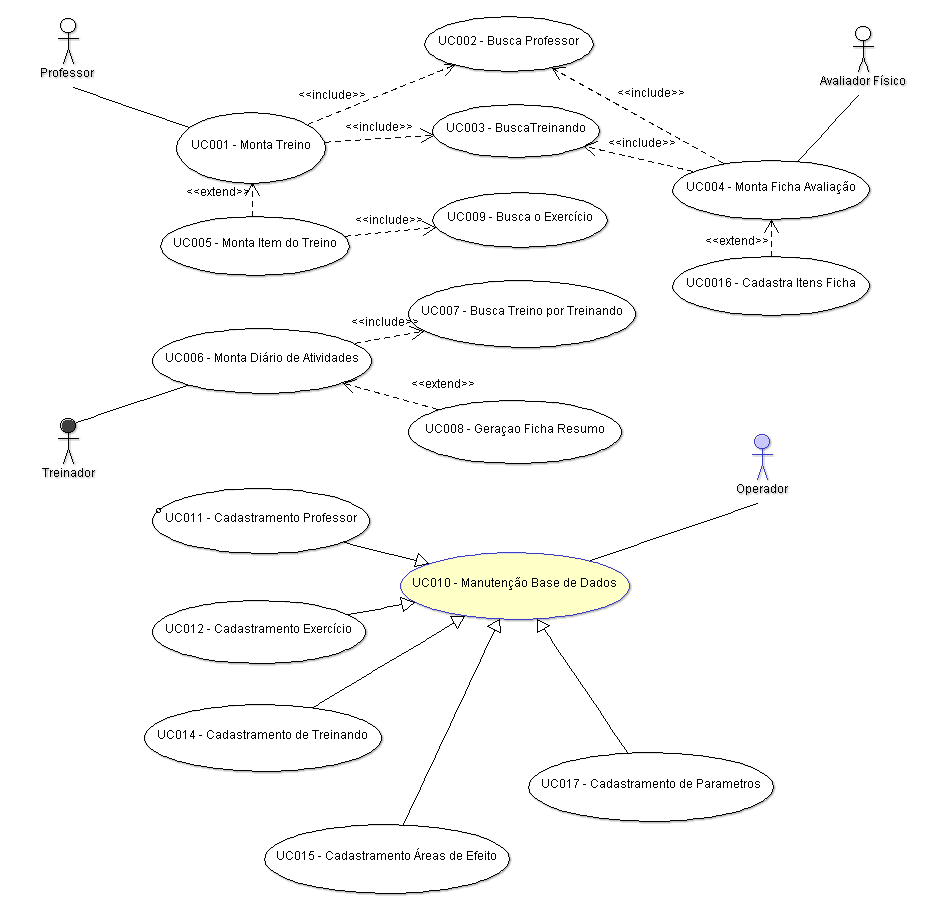 Professor
UC002 - Busca Professor
Avaliador Físico
<<include>>
<<include>>
<<include>>
UC003 - BuscaTreinando
<<include>>
UC001 - Monta Treino
UC004 - Monta Ficha Avaliação
<<extend>>
UC009 - Busca o Exercício
<<include>>
UC005 - Monta Item do Treino
<<extend>>
UC0016 - Cadastra Itens Ficha
UC007 - Busca Treino por Treinando
<<include>>
UC006 - Monta Diário de Atividades
<<extend>>
UC008 - Geraçao Ficha Resumo
Treinador
Operador
UC011 - Cadastramento Professor
UC010 - Manutenção Base de Dados
UC012 - Cadastramento Exercício
UC014 - Cadastramento de Treinando
UC017 - Cadastramento de Parametros
UC015 - Cadastramento Áreas de Efeito